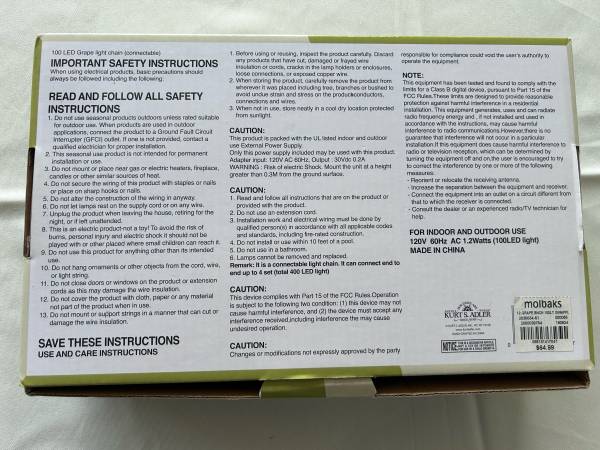 100 LED Grape light chain (connectable)
IMPORTANT SAFETY INSTRUCTIONS
When using electrical products, basic precautions should
always be followed including the following:
READ AND FOLLOW ALL SAFETY
INSTRUCTIONS
1. Do not use seasonal products outdoors unless rated suitable
for outdoor use. When products are used in outdoor
applications, connect the product to a Ground Fault Circuit
Interrupter (GFCI) outlet. If one is not provided, contact a
qualified electrician for proper installation.
2. This seasonal product is not intended for permanent
installation or use.
3. Do not mount or place near gas or electric heaters, fireplace,
candles or other similar sources of heat.
4. Do not secure the wiring of this product with staples or nails
or place on sharp hooks or nails.
5. Do not alter the construction of the wiring in anyway.
6. Do not let lamps rest on the supply cord or on any wire.
7. Unplug the product when leaving the house, retiring for the
night, or if left unattended.
8. This is an electric product-not a toy! To avoid the risk of
burns, personal injury and electric shock it should not be
played with or other placed where small children can reach it.
9. Do not use this product for anything other than its intended
use.
10. Do not hang ornaments or other objects from the cord, wire,
or light string.
11. Do not close doors or windows on the product or extension
cords as this may damage the wire insulation.
12. Do not cover the product with cloth, paper or any material
not part of the product when in use.
13. Do not mount or support strings in a manner that can cut or
damage the wire insulation.
SAVE THESE INSTRUCTIONS
USE AND CARE INSTRUCTIONS
1. Before using or reusing, inspect the product carefully. Discard
any products that have cut, damaged or frayed wire
insulation or cords, cracks in the lamp holders or enclosures,
loose connections, or exposed copper wire.
2. When storing the product, carefully remove the product from
wherever it was placed including tree, branches or bushed to
avoid undue strain and stress on the productconductors,
connections and wires.
3. When not in use, store neatly in a cool dry location protected
from sunlight.
CAUTION:
This product is packed with the UL listed indoor and outdoor
use External Power Supply.
Only this power supply included may be used with this product.
Adapter input: 120V AC 60HZ, Output : 30Vdc 0.2A
WARNING : Risk of electric Shock. Mount the unit at a height
greater than 0.3M from the ground surface.
CAUTION:
1. Read and follow all instructions that are on the product or
provided with the product.
2. Do not use an extension cord.
3. Installation work and electrical wiring must be done by
qualified person(s) in accordance with all applicable codes
and standards, including fire-rated construction.
4. Do not install or use within 10 feet of a pool.
5. Do not use in a bathroom.
6. Lamps cannot be replaced or removed.
Remark: It is a connectable light chain. It can connect end to
end up to 4 set (total 400 LED light)
CAUTION:
This device complies with Part 15 of the FCC Rules.Operation
is subject to the following two condition: (1) this device may not
cause harmful interference, and (2) the device must accept any
interference received,including interference the may cause
undesired operation.
CAUTION:
Changes or modifications not expressly approved by the party
responsible for compliance could void the user's authority to
operate the equipment.
NOTE:
This equipment has been tested and found to comply with the
limits for a Class B digital device, pursuant to Part 15 of the
FCC Rules.These limits are designed to provide reasonable
protection against harmful interference in a residential
installation. This equipment generates, uses and can radiate
radio frequency energy and , if not installed and used in
accordance with the instructions, may cause harmful
interference to radio communications.However,there is no
guarantee that interference will not occur in a particular
installation.If this equipment does cause harmful interference to
radio or television reception, which can be determined by
turning the equipment off and on,the user is encouraged to try
to correct the interference by one or more of the following
measures:
- Reorient or relocate the receiving antenna.
- Increase the separation between the equipment and receiver.
- Connect the equipment into an outlet on a circuit different from
that to which the receiver is connected.
- Consult the dealer or an experienced radio/TV technician for
help.
FOR INDOOR AND OUTDOOR USE
120V 60Hz AC 1.2Watts (100LED light)
MADE IN CHINA
KURT S. ADLER
NOTICE
molbaks
$64.99